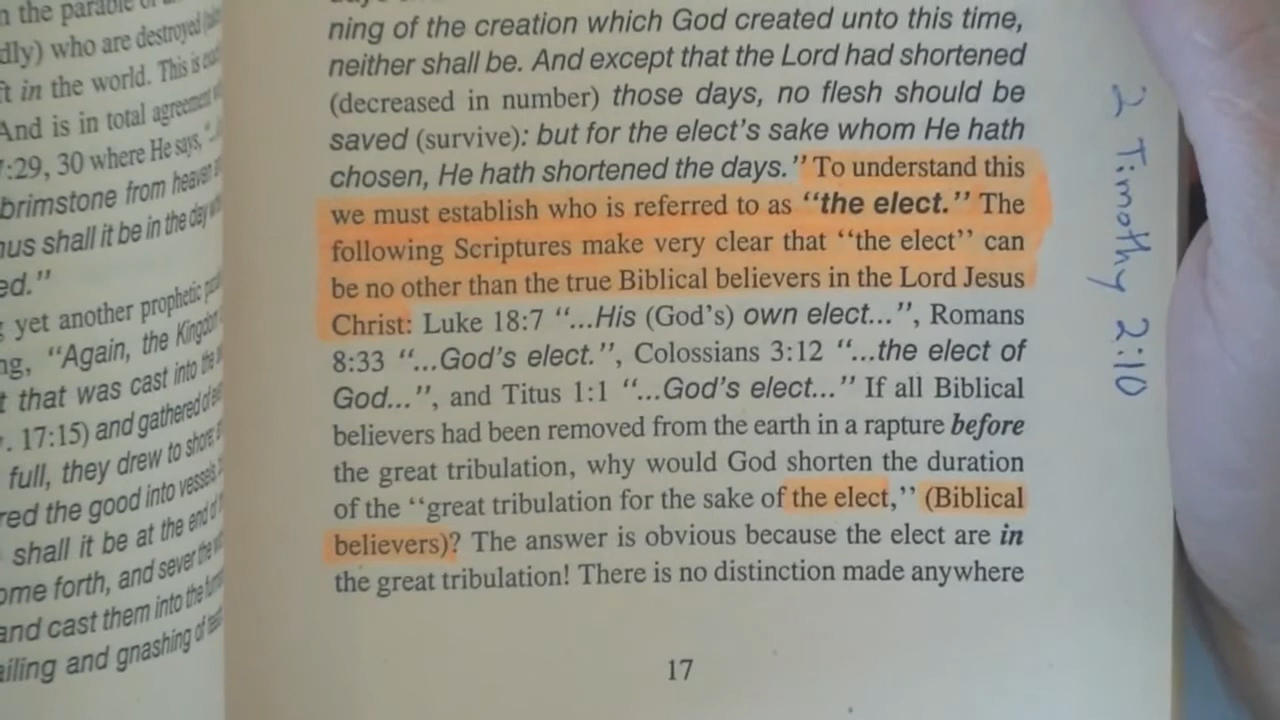 n the parable
dly) who are destroyed
ft in the world. This is
And is in total agreement
7:29, 30 where He says,
brimstone from heaven
hus shall it be in the day
ed."
yet another prophetic
ng, "Again, the Kingdom
t that was cast into the
. 17:15) and gathered of
full, they drew to shore,
red the good into vessels,
shall it be at the end of
ome forth, and sever the
and cast them into the
ailing and gnashing of
ning of the creation which God created unto this time,
neither shall be. And except that the Lord had shortened
(decreased in number) those days, no flesh should be
saved (survive): but for the elect's sake whom He hath
chosen, He hath shortened the days." To understand this
we must establish who is referred to as "the elect." The
following Scriptures make very clear that "the elect" can
be no other than the true Biblical believers in the Lord Jesus
Christ: Luke 18:7 "...His (God's) own elect...", Romans
8:33 "...God's elect.", Colossians 3:12 "...the elect of
God...", and Titus 1:1 "...God's elect..." If all Biblical
believers had been removed from the earth in a rapture before
the great tribulation, why would God shorten the duration
of the "great tribulation for the sake of the elect," (Biblical
believers)? The answer is obvious because the elect are in
the great tribulation! There is no distinction made anywhere
17
2 Timothy 2:10